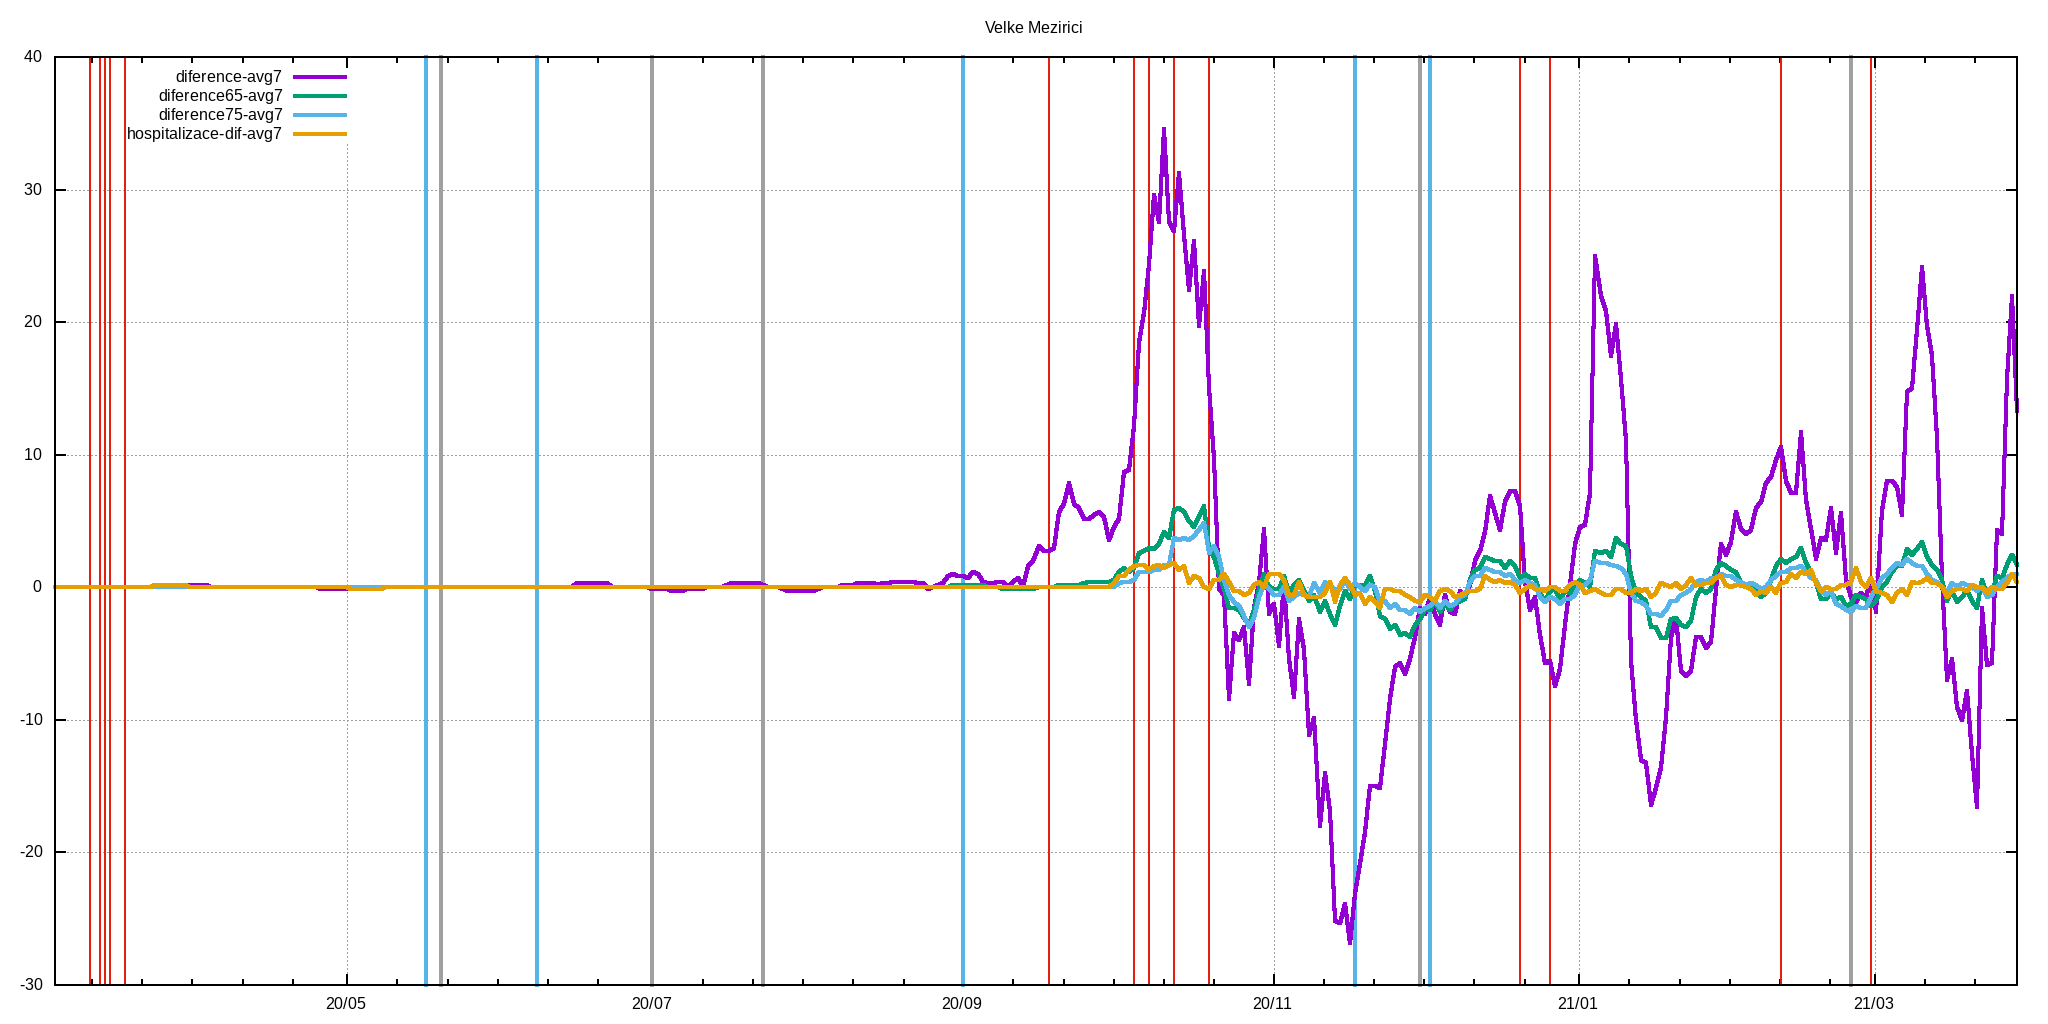 Velke Mezirici
40
30
20
10
0
-10
-20
-30
diference-avg7
diference65-avg7
diference75-avg7
hospitalizace-dif-avg7
20/05
20/07
20/09
20/11
21/01
21/03